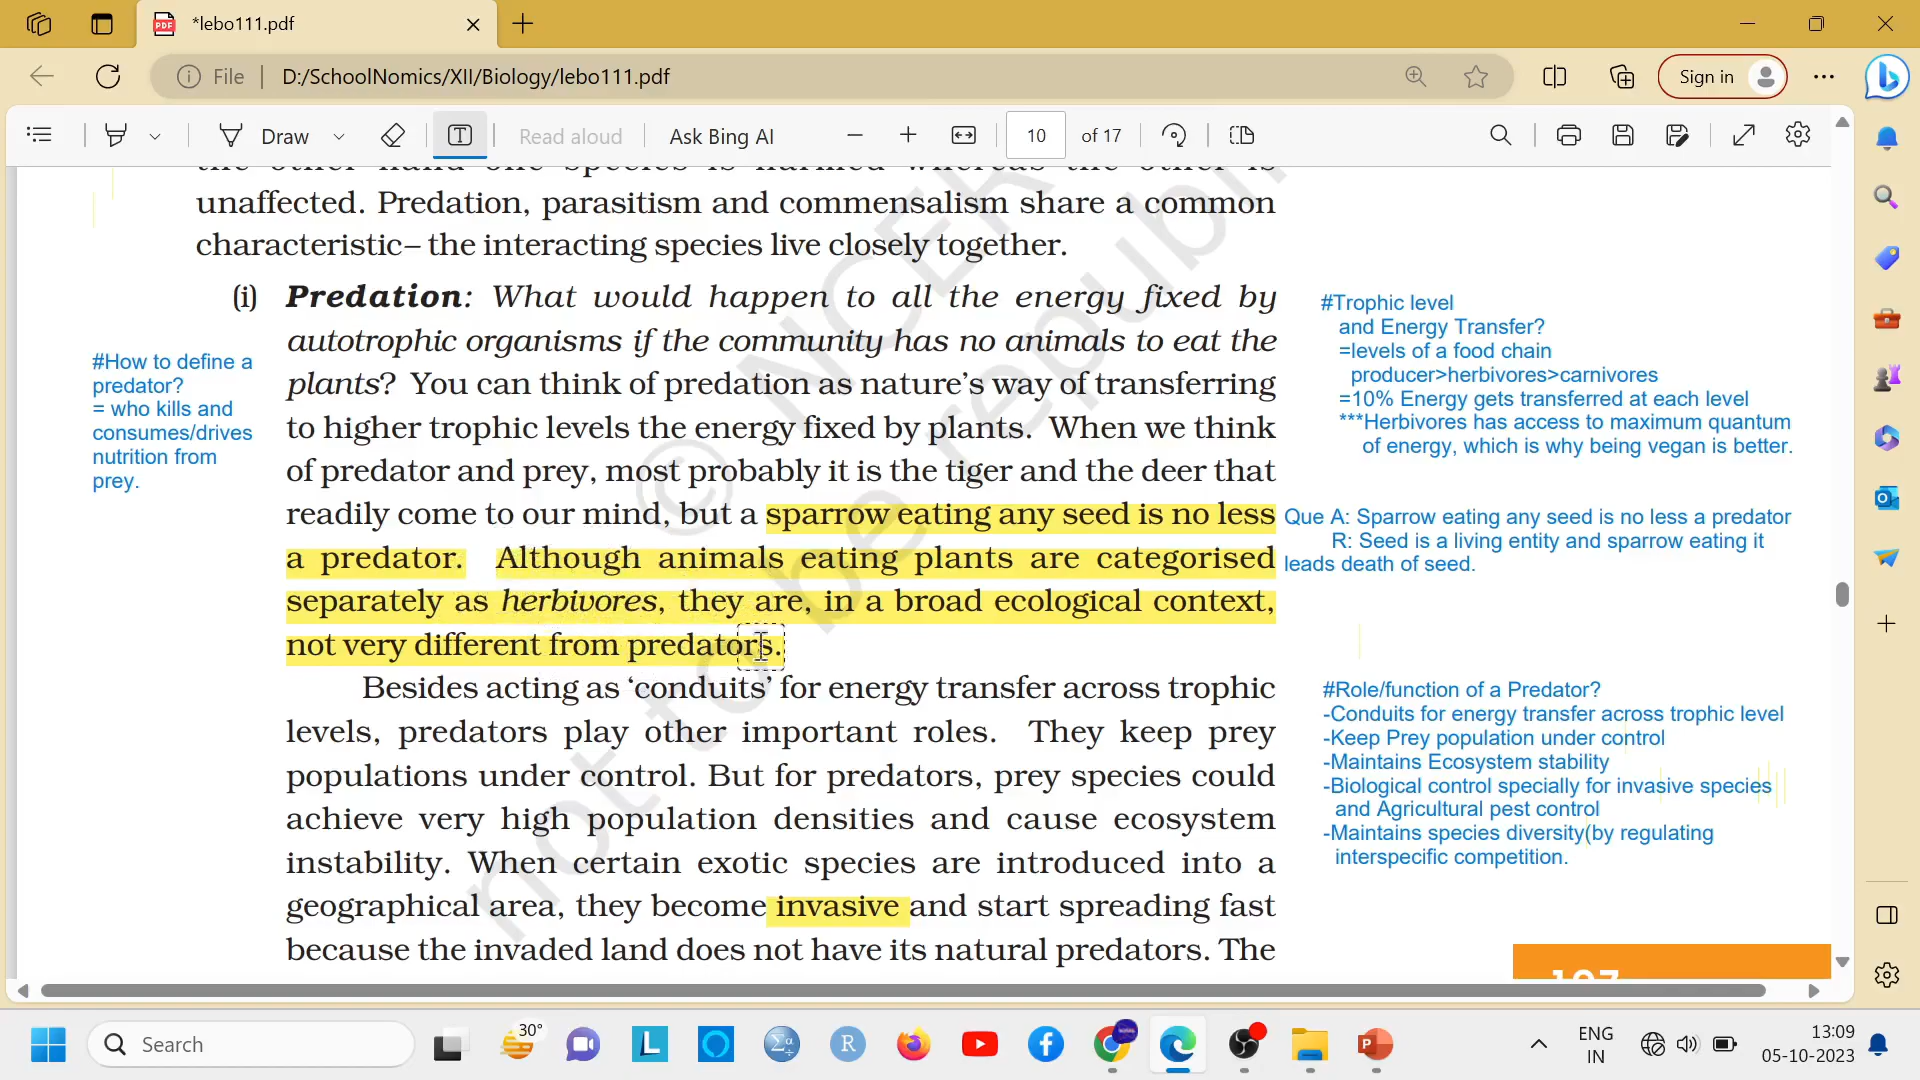 *lebo111.pdf
File
D:/SchoolNomics/XII/Biology/lebo111.pdf
Sign in
Draw
Read aloud
Ask Bing AI
10 of 17
unaffected. Predation, parasitism and commensalism share a common
characteristic– the interacting species live closely together.
(i) Predation: What would happen to all the energy fixed by
autotrophic organisms if the community has no animals to eat the
plants? You can think of predation as nature's way of transferring
to higher trophic levels the energy fixed by plants. When we think
of predator and prey, most probably it is the tiger and the deer that
readily come to our mind, but a sparrow eating any seed is no less
a predator. Although animals eating plants are categorised
separately as herbivores, they are, in a broad ecological context,
not very different from predators.
Besides acting as ‘conduits’ for energy transfer across trophic
levels, predators play other important roles. They keep prey
populations under control. But for predators, prey species could
achieve very high population densities and cause ecosystem
instability. When certain exotic species are introduced into a
geographical area, they become invasive and start spreading fast
because the invaded land does not have its natural predators. The
#How to define a
predator?
= who kills and
consumes/drives
nutrition from
prey.
#Trophic level
and Energy Transfer?
=levels of a food chain
producer>herbivores>carnivores
=10% Energy gets transferred at each level
***Herbivores has access to maximum quantum
of energy, which is why being vegan is better.
Que A: Sparrow eating any seed is no less a predator
R: Seed is a living entity and sparrow eating it
leads death of seed.
#Role/function of a Predator?
-Conduits for energy transfer across trophic level
-Keep Prey population under control
-Maintains Ecosystem stability
-Biological control specially for invasive species
and Agricultural pest control
-Maintains species diversity(by regulating
interspecific competition.
© NCERT
not to be republi
Search
30°
ENG
IN
13:09
05-10-2023